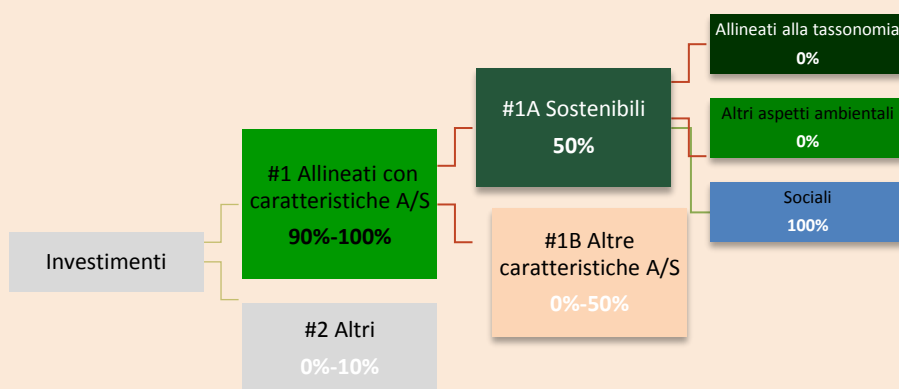 Investimenti
#1 Allineati con
caratteristiche A/S
90%-100%
#2 Altri
0%-10%
#1A Sostenibili
50%
#1B Altre
caratteristiche A/S
0%-50%
Allineati alla tassonomia
0%
Altri aspetti ambientali
0%
Sociali
100%